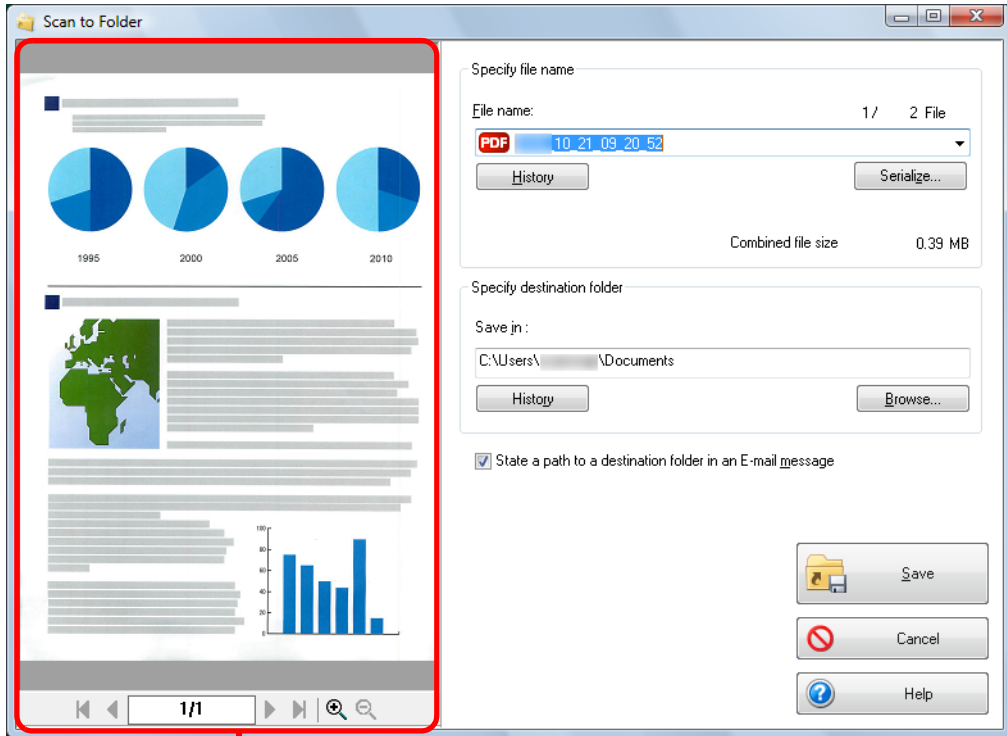 Scan to Folder
1995 2000 2005 2010
100
80
60
40
20
0
1/1
Specify file name
File name: 1/ 2 File
PDF 10_21_09_20_52
History Serialize...
Combined file size 0.39 MB
Specify destination folder
Save in :
C:\Users\ \Documents
History Browse...
State a path to a destination folder in an E-mail message
Save
Cancel
Help